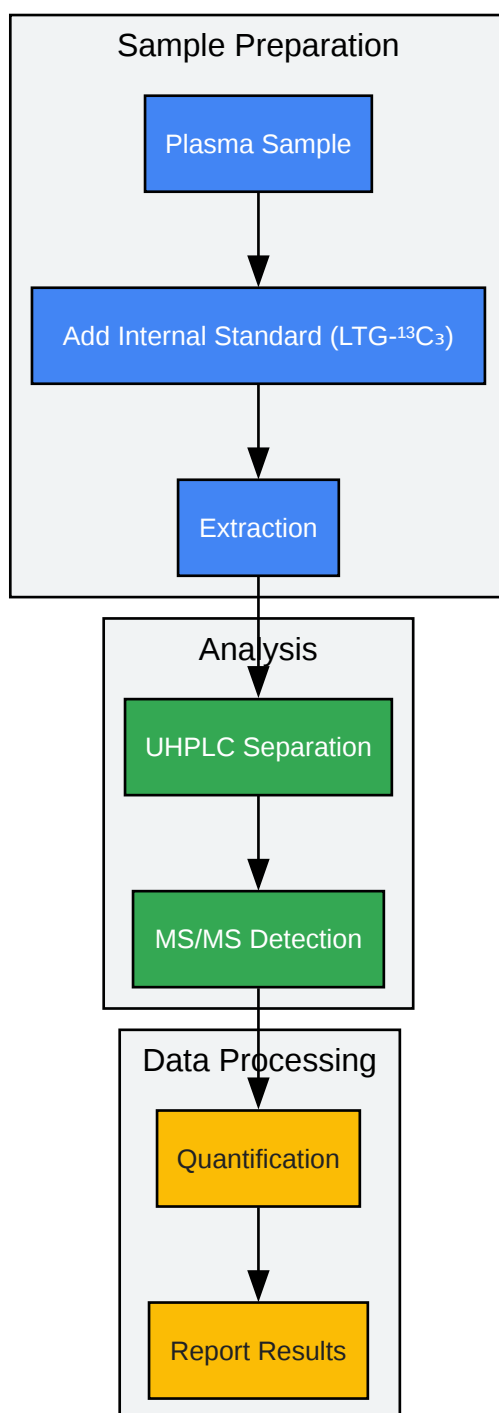 Sample Preparation
Plasma Sample
Add Internal Standard (LTG-¹³C₃)
Extraction
Analysis
UHPLC Separation
MS/MS Detection
Data Processing
Quantification
Report Results